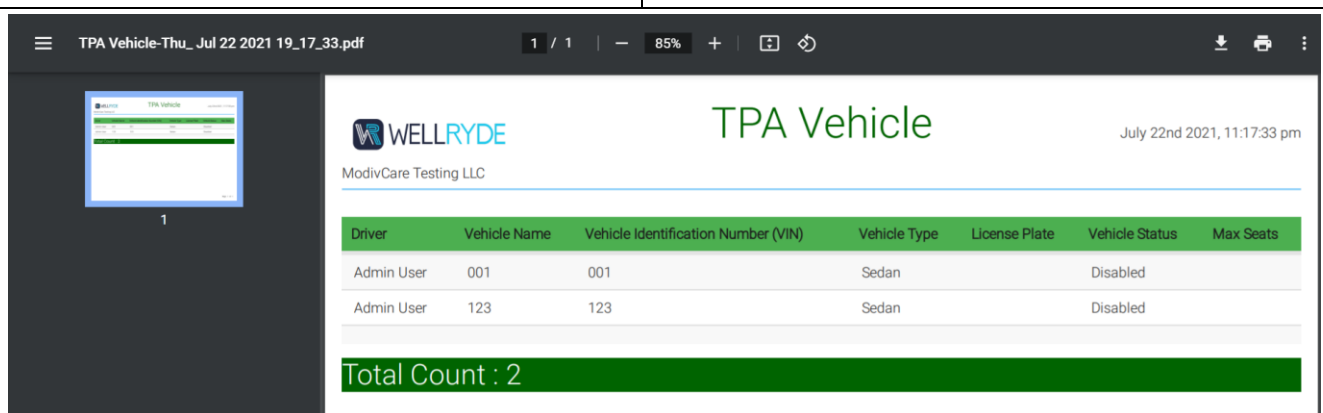 TPA Vehicle-Thu_ Jul 22 2021 19_17_33.pdf 1 / 1 85%
WELLRYDE TPA Vehicle July 22nd 2021, 11:17:33 pm
ModivCare Testing LLC
1
Driver Vehicle Name Vehicle Identification Number (VIN) Vehicle Type License Plate Vehicle Status Max Seats
Admin User 001 001 Sedan Disabled
Admin User 123 123 Sedan Disabled
Total Count : 2